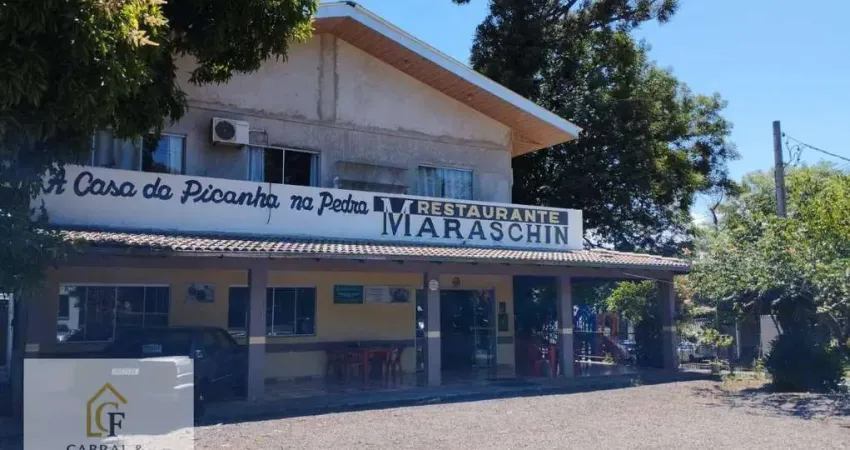 A Casa da Picanha na Pedra
RESTAURANTE
MARASCHIN
CF
CABRAL &